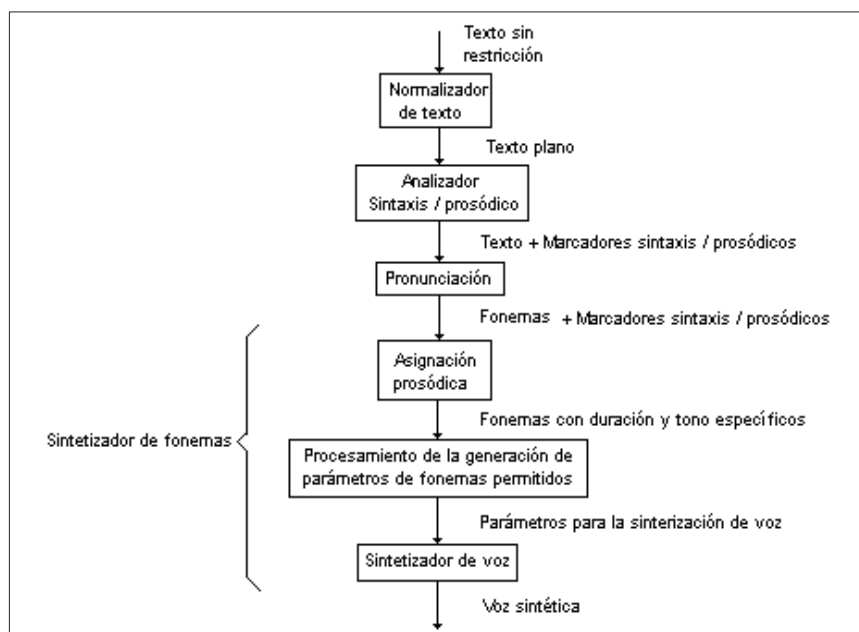 Texto sin
restricción
Normalizador
de texto
Texto plano
Analizador
Sintaxis / prosódico
Texto + Marcadores sintaxis / prosódicos
Pronunciación
Fonemas + Marcadores sintaxis / prosódicos
Asignación
prosódica
Fonemas con duración y tono específicos
Sintetizador de fonemas
Procesamiento de la generación de
parámetros de fonemas permitidos
Parámetros para la sinterización de voz
Sintetizador de voz
Voz sintética